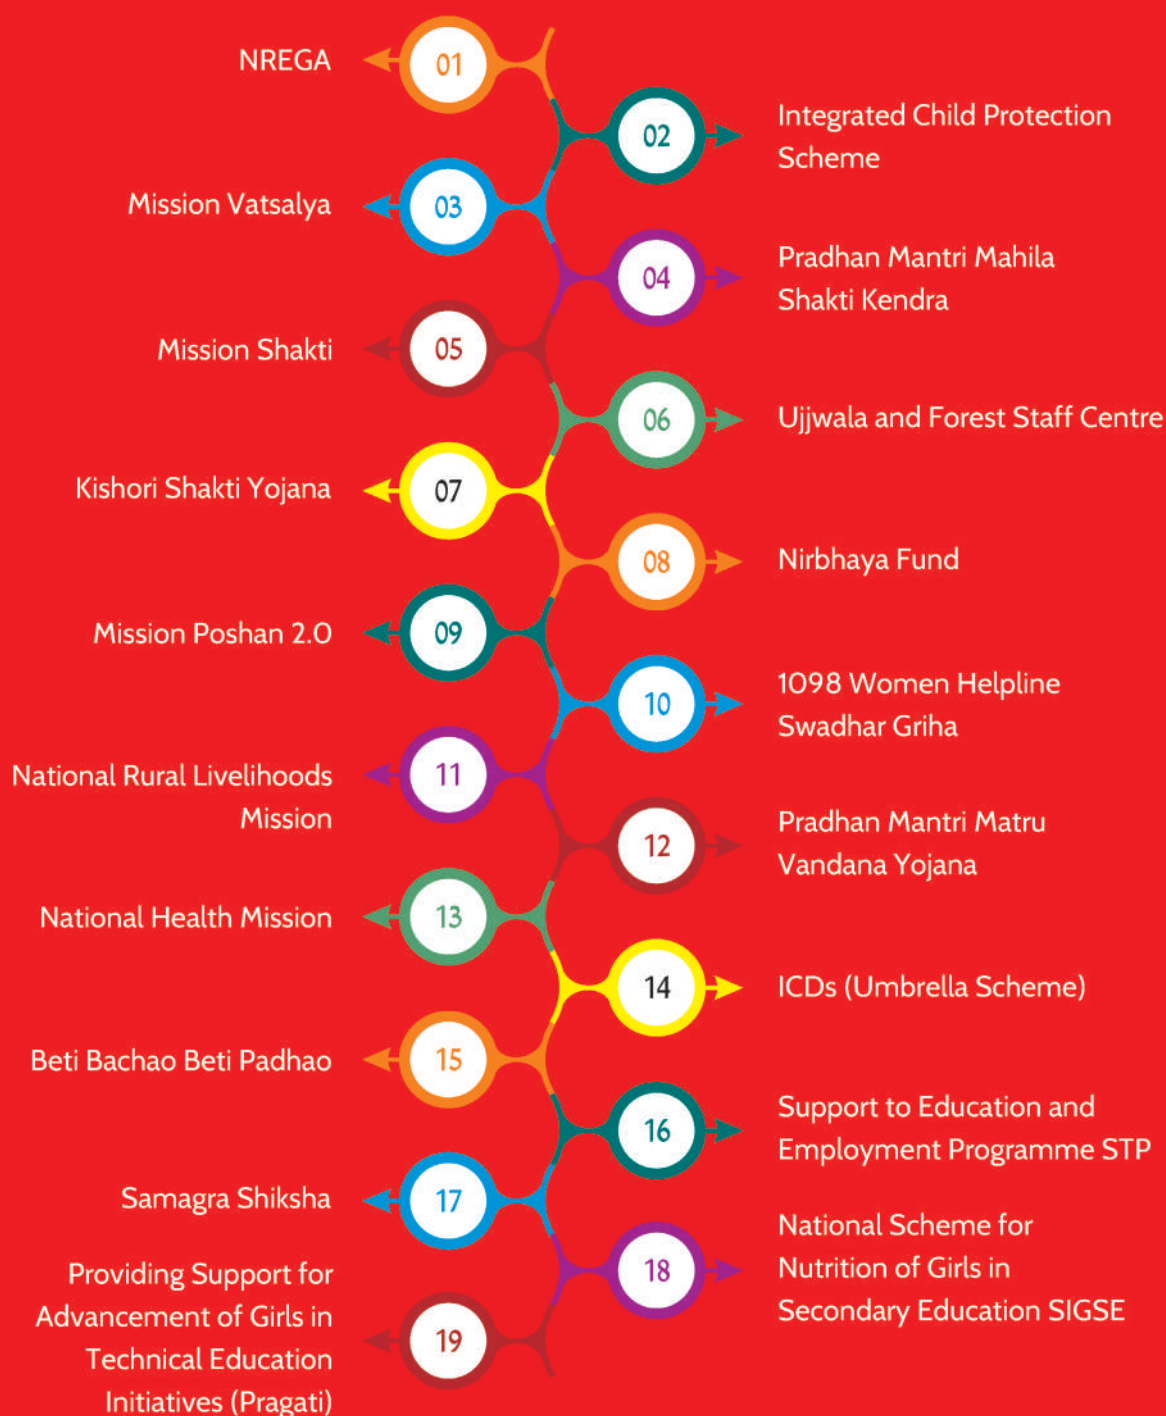 NREGA
01
02
Integrated Child Protection
Scheme
Mission Vatsalya
03
04
Pradhan Mantri Mahila
Shakti Kendra
Mission Shakti
05
06
Ujjwala and Forest Staff Centre
Kishori Shakti Yojana
07
08
Nirbhaya Fund
Mission Poshan 2.0
09
10
1098 Women Helpline
Swadhar Griha
National Rural Livelihoods
Mission
11
12
Pradhan Mantri Matru
Vandana Yojana
National Health Mission
13
14
ICDs (Umbrella Scheme)
Beti Bachao Beti Padhao
15
16
Support to Education and
Employment Programme STP
Samagra Shiksha
17
18
National Scheme for
Nutrition of Girls in
Secondary Education SIGSE
Providing Support for
Advancement of Girls in
Technical Education
Initiatives (Pragati)
19